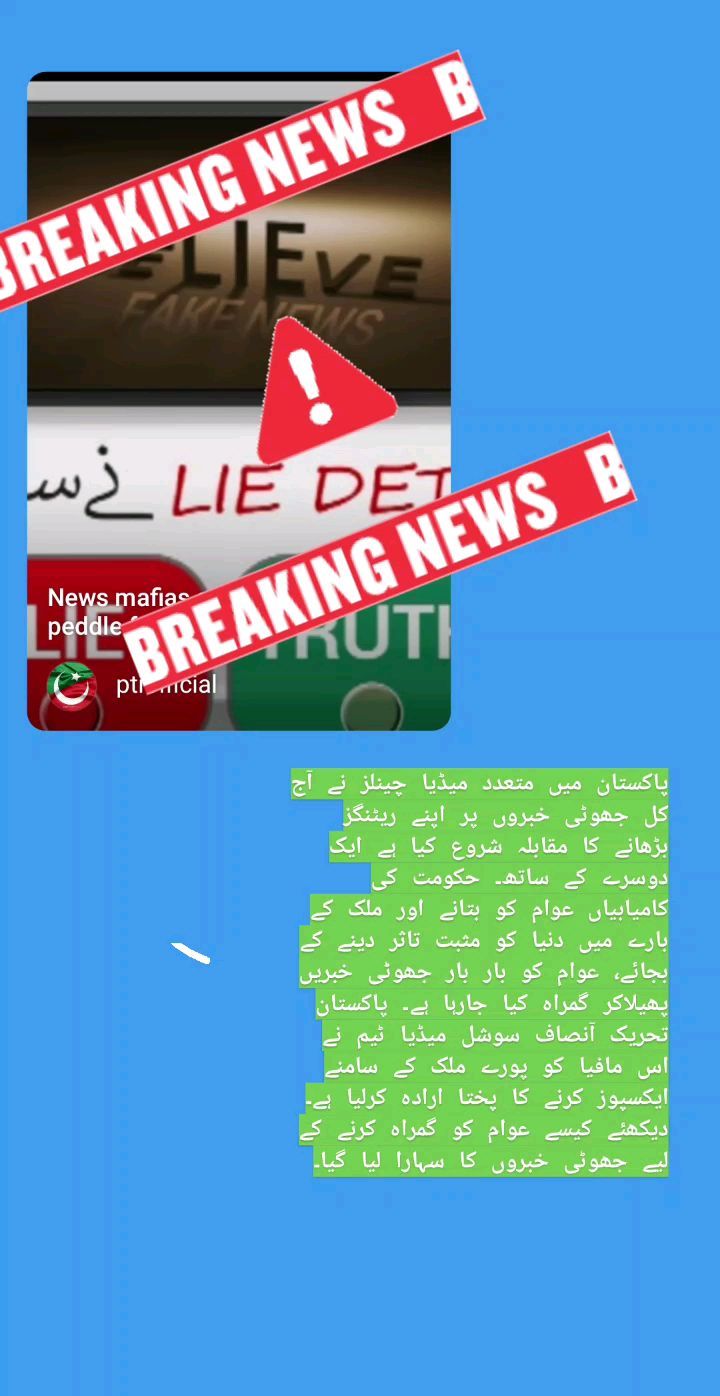 BREAKING NEWS B
LIEVE
FAKE NEWS
نے LIE DET
BREAKING NEWS B
LIE TRUTH
News mafias
peddle
پاکستان میں متعدد میڈیا چینلز نے آج
کل جھوٹی خبروں پر اپنے ریٹنگز
بڑھانے کا مقابلہ شروع کیا ہے ایک
دوسرے کے ساتھ۔ حکومت کی
کامیابیاں عوام کو بتانے اور ملک کے
بارے میں دنیا کو مثبت تاثر دینے کے
بجائے، عوام کو بار بار جھوٹی خبریں
پھیلاکر گمراہ کیا جارہا ہے۔ پاکستان
تحریک آنصاف سوشل میڈیا ٹیم نے
اس مافیا کو پورے ملک کے سامنے
ایکسپوز کرنے کا پختا ارادہ کرلیا ہے۔
دیکھئے کیسے عوام کو گمراہ کرنے کے
لیے جھوٹی خبروں کا سہارا لیا گیا۔